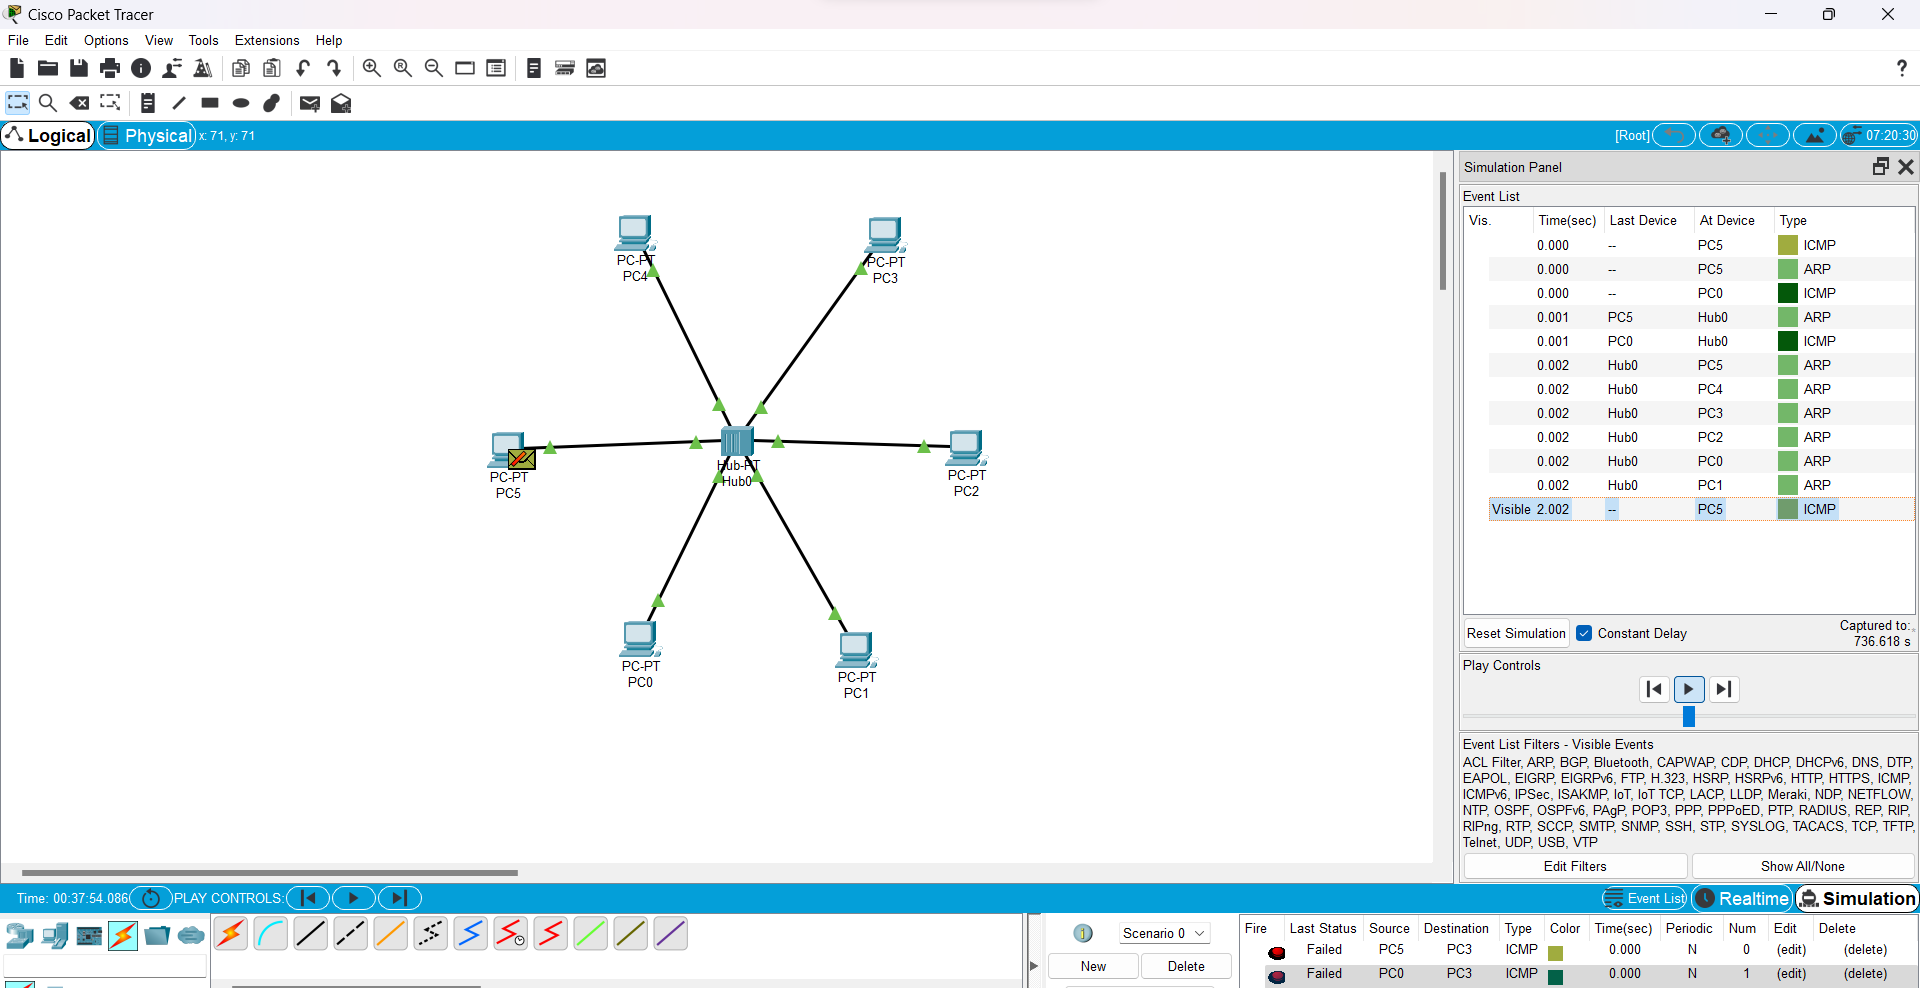 Cisco Packet Tracer
File Edit Options View Tools Extensions Help
Logical Physical x: 71, y: 71 [Root] 07:20:30
PC-PT
PC4
PC-PT
PC3
PC-PT
PC5
Hub-PT
Hub0
PC-PT
PC2
PC-PT
PC0
PC-PT
PC1
Simulation Panel
Event List
Vis. Time(sec) Last Device At Device Type
0.000 -- PC5 ICMP
0.000 -- PC5 ARP
0.000 -- PC0 ICMP
0.001 PC5 Hub0 ARP
0.001 PC0 Hub0 ICMP
0.002 Hub0 PC5 ARP
0.002 Hub0 PC4 ARP
0.002 Hub0 PC3 ARP
0.002 Hub0 PC2 ARP
0.002 Hub0 PC0 ARP
0.002 Hub0 PC1 ARP
Visible 2.002 -- PC5 ICMP
Reset Simulation Constant Delay Captured to:
736.618 s
Play Controls
Event List Filters - Visible Events
ACL Filter, ARP, BGP, Bluetooth, CAPWAP, CDP, DHCP, DHCPv6, DNS, DTP,
EAPOL, EIGRP, EIGRPv6, FTP, H.323, HSRP, HSRPv6, HTTP, HTTPS, ICMP,
ICMPv6, IPSec, ISAKMP, IoT, IoT TCP, LACP, LLDP, Meraki, NDP, NETFLOW,
NTP, OSPF, OSPFv6, PAgP, POP3, PPP, PPPoED, PTP, RADIUS, REP, RIP,
RIPng, RTP, SCCP, SMTP, SNMP, SSH, STP, SYSLOG, TACACS, TCP, TFTP,
Telnet, UDP, USB, VTP
Edit Filters Show All/None
Time: 00:37:54.086 PLAY CONTROLS: Event List Realtime Simulation
Scenario 0
New Delete
Fire Last Status Source Destination Type Color Time(sec) Periodic Num Edit Delete
Failed PC5 PC3 ICMP 0.000 N 0 (edit) (delete)
Failed PC0 PC3 ICMP 0.000 N 1 (edit) (delete)